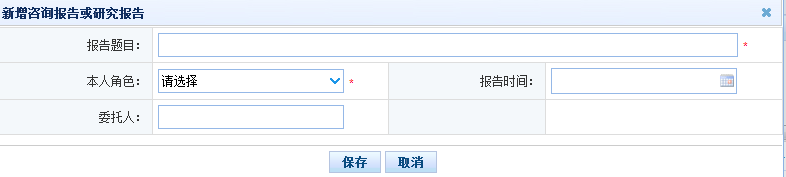 新增咨询报告或研究报告
报告题目： *
本人角色： 请选择 * 报告时间：
委托人：
保存 取消